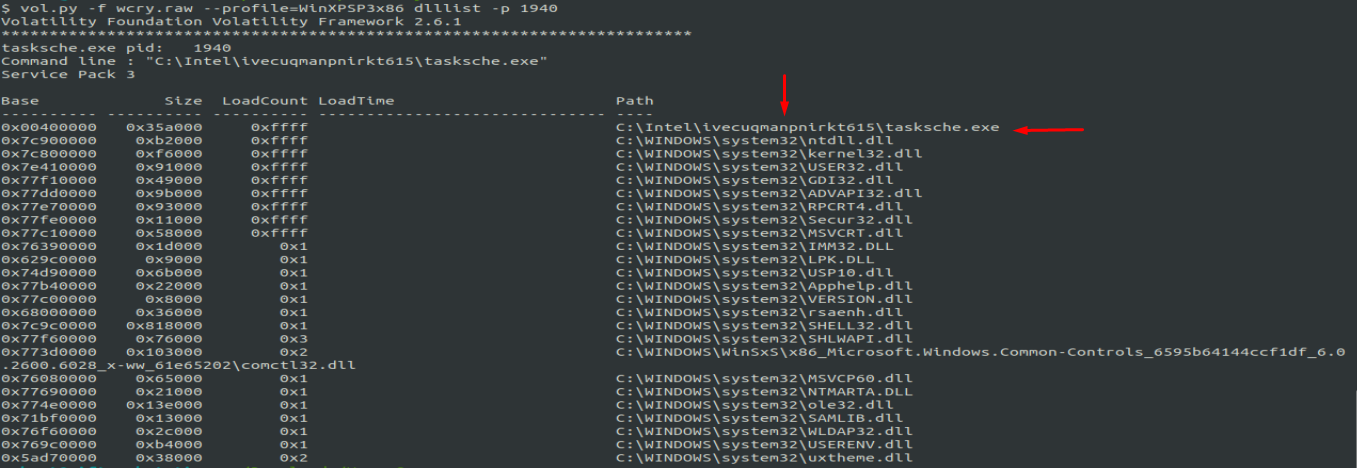 $ vol.py -f wcry.raw --profile=WinXPSP3x86 dlllist -p 1940
Volatility Foundation Volatility Framework 2.6.1
************************************************************************
tasksche.exe pid:   1940
Command line : "C:\Intel\ivecuqmanpnirkt615\tasksche.exe"
Service Pack 3
Base             Size  LoadCount LoadTime                       Path
---------- ---------- ---------- ------------------------------ ----
0x00400000   0x35a000     0xffff                                C:\Intel\ivecuqmanpnirkt615\tasksche.exe
0x7c900000    0xb2000     0xffff                                C:\WINDOWS\system32\ntdll.dll
0x7c800000    0xf6000     0xffff                                C:\WINDOWS\system32\kernel32.dll
0x7e410000    0x91000     0xffff                                C:\WINDOWS\system32\USER32.dll
0x77f10000    0x49000     0xffff                                C:\WINDOWS\system32\GDI32.dll
0x77dd0000    0x9b000     0xffff                                C:\WINDOWS\system32\ADVAPI32.dll
0x77e70000    0x93000     0xffff                                C:\WINDOWS\system32\RPCRT4.dll
0x77fe0000    0x11000     0xffff                                C:\WINDOWS\system32\Secur32.dll
0x77c10000    0x58000     0xffff                                C:\WINDOWS\system32\MSVCRT.dll
0x76390000    0x1d000        0x1                                C:\WINDOWS\system32\IMM32.DLL
0x629c0000     0x9000        0x1                                C:\WINDOWS\system32\LPK.DLL
0x74d90000    0x6b000        0x1                                C:\WINDOWS\system32\USP10.dll
0x77b40000    0x22000        0x1                                C:\WINDOWS\system32\Apphelp.dll
0x77c00000     0x8000        0x1                                C:\WINDOWS\system32\VERSION.dll
0x68000000    0x36000        0x1                                C:\WINDOWS\system32\rsaenh.dll
0x7c9c0000   0x818000        0x1                                C:\WINDOWS\system32\SHELL32.dll
0x77f60000    0x76000        0x3                                C:\WINDOWS\system32\SHLWAPI.dll
0x773d0000   0x103000        0x2                                C:\WINDOWS\WinSxS\x86_Microsoft.Windows.Common-Controls_6595b64144ccf1df_6.0
.2600.6028_x-ww_61e65202\comctl32.dll
0x76080000    0x65000        0x1                                C:\WINDOWS\system32\MSVCP60.dll
0x77690000    0x21000        0x1                                C:\WINDOWS\system32\NTMARTA.DLL
0x774e0000   0x13e000        0x1                                C:\WINDOWS\system32\ole32.dll
0x71bf0000    0x13000        0x1                                C:\WINDOWS\system32\SAMLIB.dll
0x76f60000    0x2c000        0x1                                C:\WINDOWS\system32\WLDAP32.dll
0x769c0000    0xb4000        0x1                                C:\WINDOWS\system32\USERENV.dll
0x5ad70000    0x38000        0x2                                C:\WINDOWS\system32\uxtheme.dll